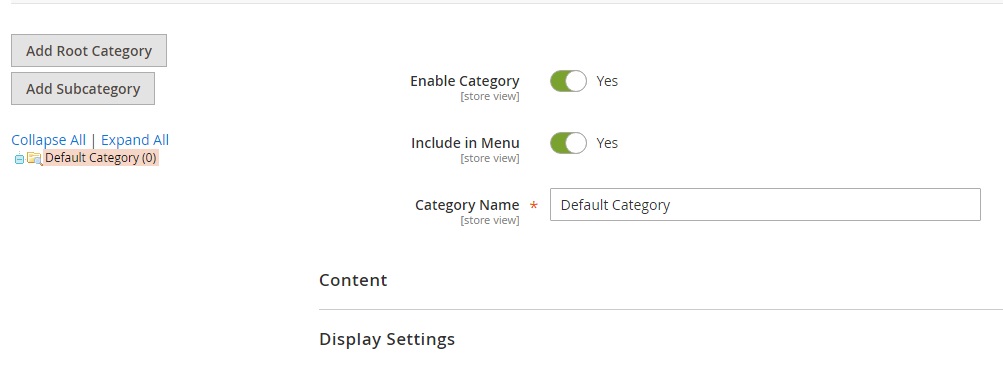 Add Root Category
Add Subcategory
Collapse All | Expand All
Default Category (0)
Enable Category
[store view]
Yes
Include in Menu
[store view]
Yes
Category Name *
[store view]
Default Category
Content
Display Settings